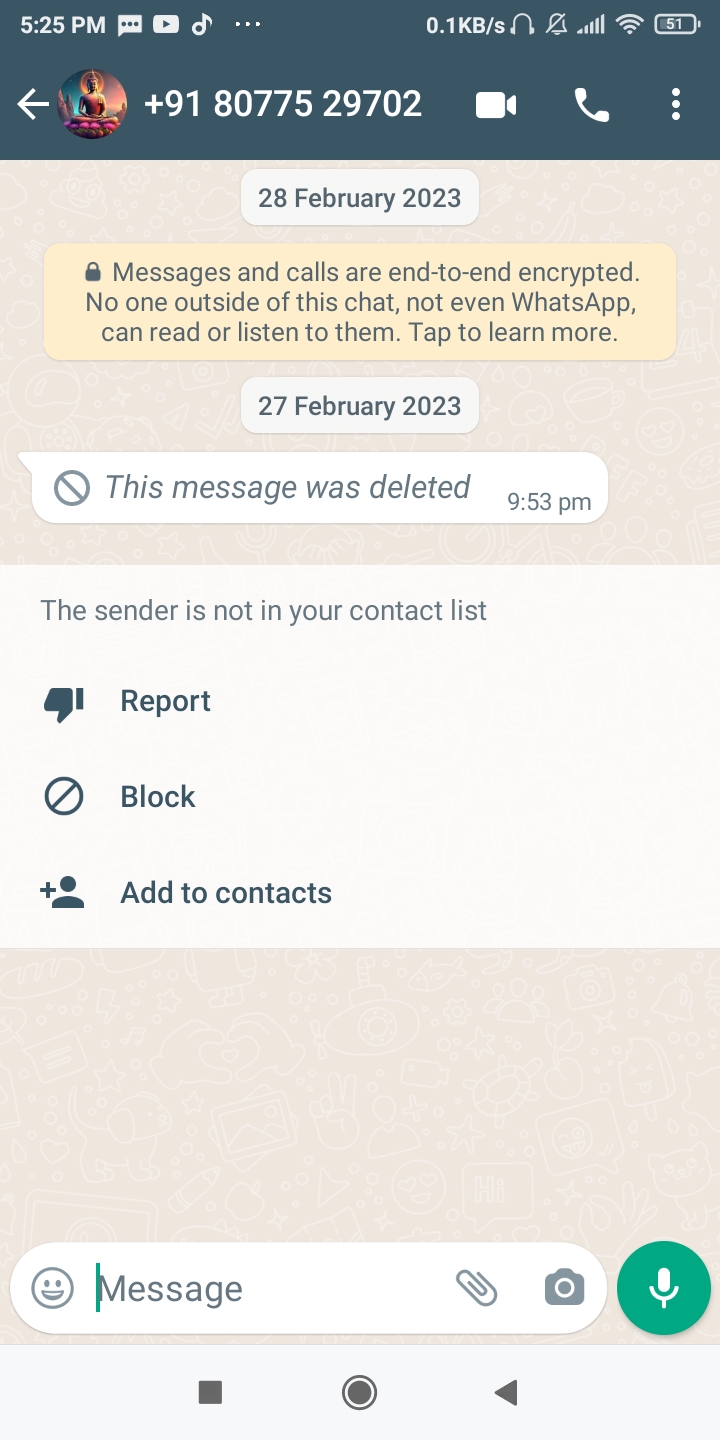 5:25 PM
0.1KB/s
51
+91 80775 29702
28 February 2023
Messages and calls are end-to-end encrypted.
No one outside of this chat, not even WhatsApp,
can read or listen to them. Tap to learn more.
27 February 2023
This message was deleted
9:53 pm
The sender is not in your contact list
Report
Block
Add to contacts
Hi
Message